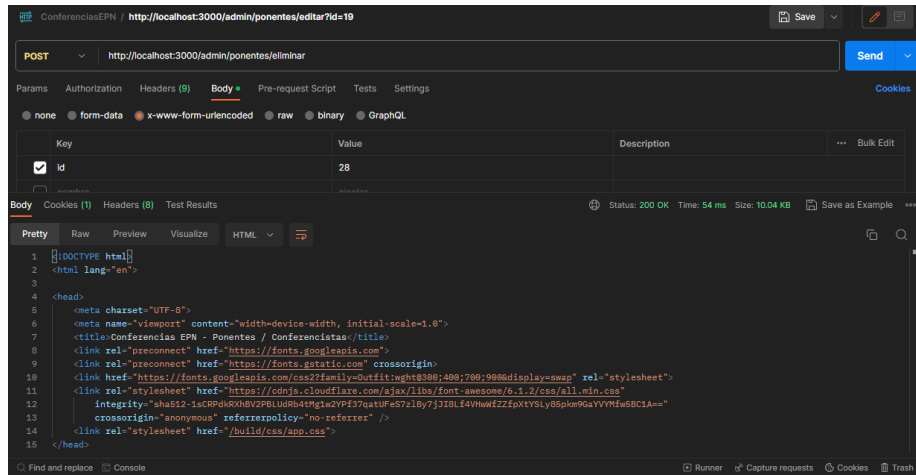 ConferenciasEPN / http://localhost:3000/admin/ponentes/editar?id=19 Save
POST http://localhost:3000/admin/ponentes/eliminar Send
Params Authorization Headers (9) Body Pre-request Script Tests Settings Cookies
none form-data x-www-form-urlencoded raw binary GraphQL
Key Value Description Bulk Edit
id 28
Body Cookies (1) Headers (8) Test Results Status: 200 OK Time: 54 ms Size: 10.04 KB Save as Example
Pretty Raw Preview Visualize HTML
1 <!DOCTYPE html>
2 <html lang="en">
3
4 <head>
5 <meta charset="UTF-8">
6 <meta name="viewport" content="width=device-width, initial-scale=1.0">
7 <title>Conferencias EPN - Ponentes / Conferencistas</title>
8 <link rel="preconnect" href="https://fonts.googleapis.com">
9 <link rel="preconnect" href="https://fonts.gstatic.com" crossorigin>
10 <link href="https://fonts.googleapis.com/css2?family=Outfit:wght@300;400;700;900&display=swap" rel="stylesheet">
11 <link rel="stylesheet" href="https://cdnjs.cloudflare.com/ajax/libs/font-awesome/6.1.2/css/all.min.css"
12
13 crossorigin="anonymous" referrerpolicy="no-referrer" />
14 <link rel="stylesheet" href="/build/css/app.css">
15 </head>
Find and replace Console Runner Capture requests Cookies Trash